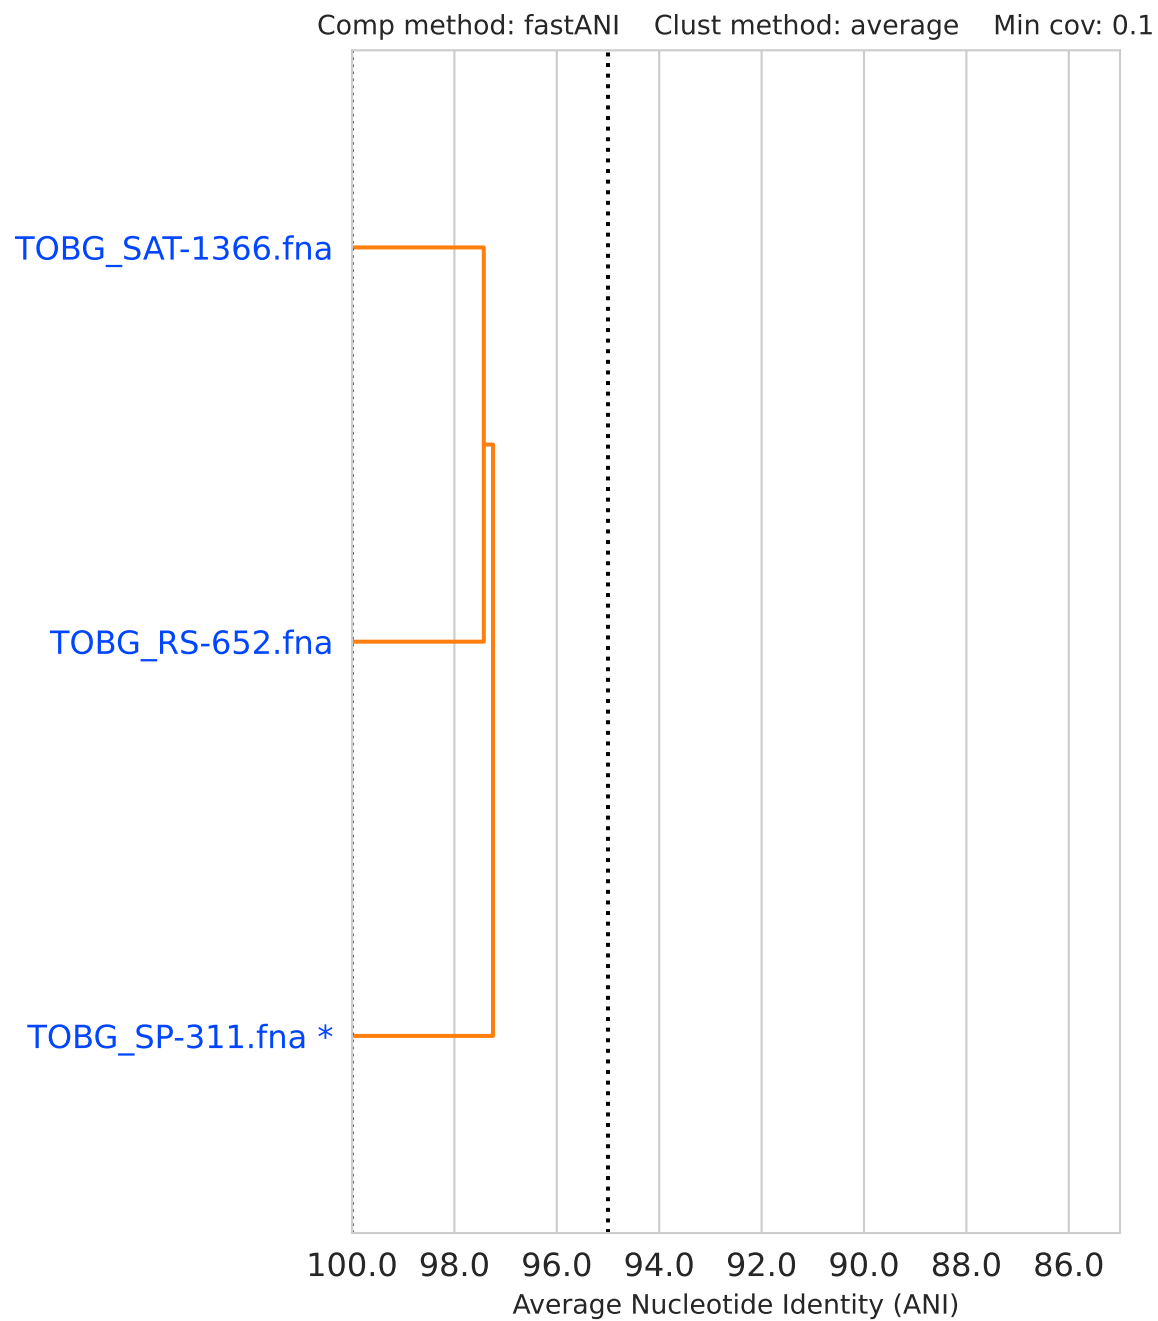 Comp method: fastANI    Clust method: average    Min cov: 0.1
TOBG_SAT-1366.fna
TOBG_RS-652.fna
TOBG_SP-311.fna *
100.0 98.0 96.0 94.0 92.0 90.0 88.0 86.0
Average Nucleotide Identity (ANI)